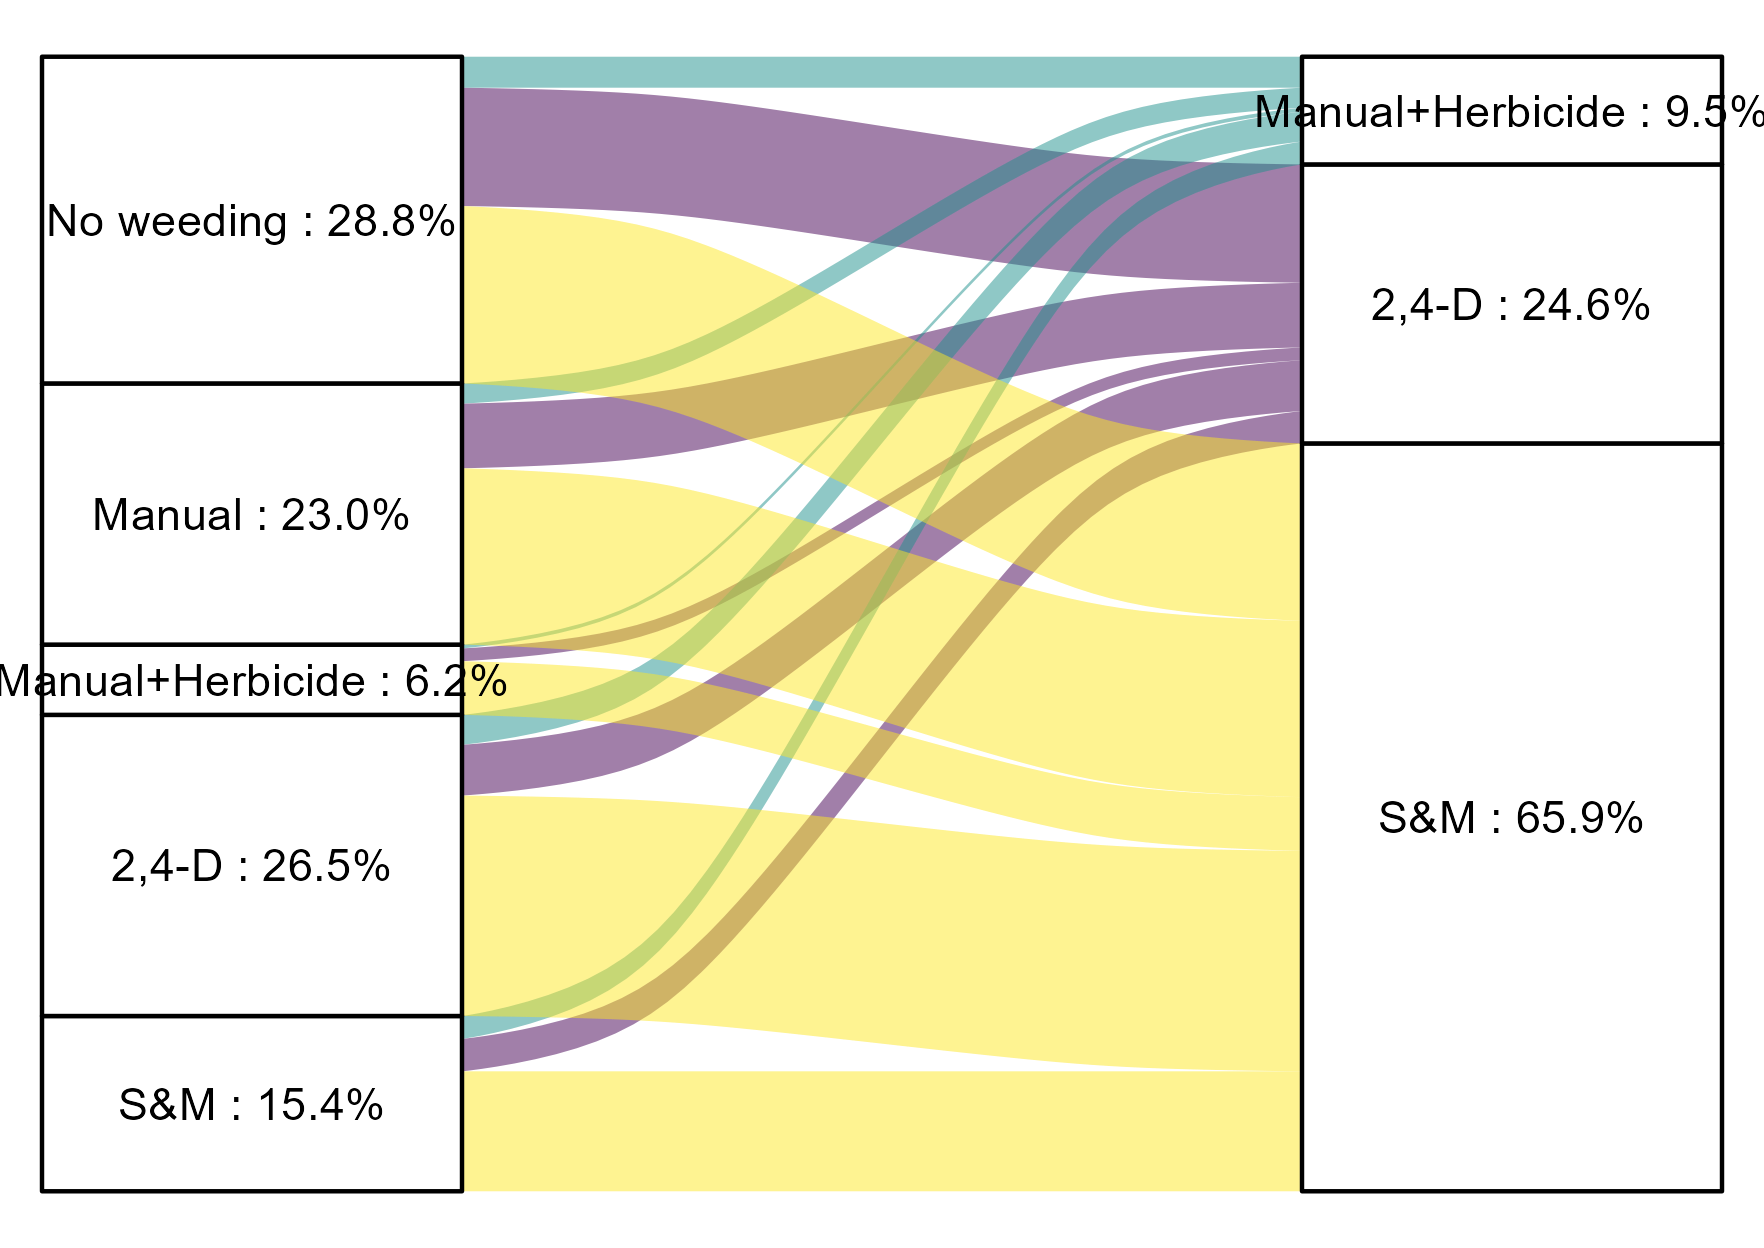 No weeding : 28.8%
Manual : 23.0%
Manual+Herbicide : 6.2%
2,4-D : 26.5%
S&M : 15.4%
Manual+Herbicide : 9.5%
2,4-D : 24.6%
S&M : 65.9%